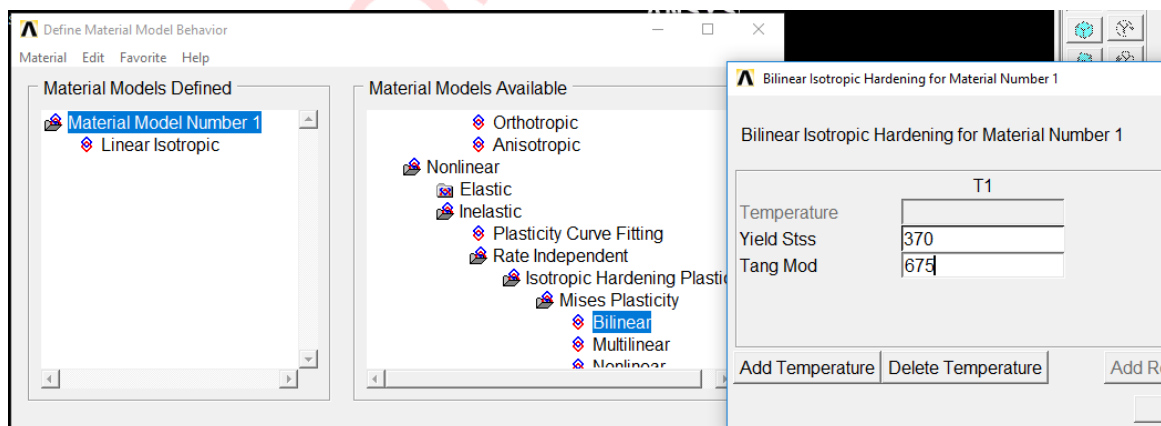 ANSYS
Define Material Model Behavior
Material Edit Favorite Help
Material Models Defined
Material Model Number 1
Linear Isotropic
Material Models Available
Orthotropic
Anisotropic
Nonlinear
Elastic
Inelastic
Plasticity Curve Fitting
Rate Independent
Isotropic Hardening Plastic
Mises Plasticity
Bilinear
Multilinear
Nonlinear
Bilinear Isotropic Hardening for Material Number 1
Bilinear Isotropic Hardening for Material Number 1
T1
Temperature
Yield Stss 370
Tang Mod 675
Add Temperature Delete Temperature Add R